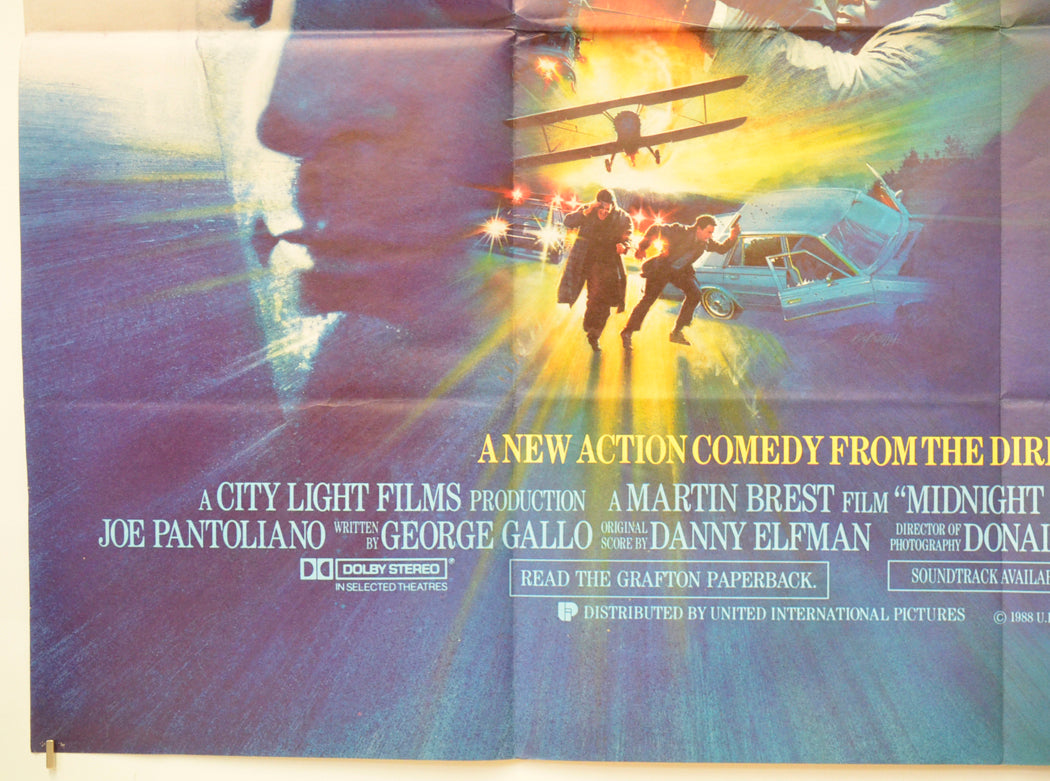 A NEW ACTION COMEDY FROM THE DIR
A CITY LIGHT FILMS PRODUCTION A MARTIN BREST FILM “MIDNIGHT
JOE PANTOLIANO WRITTEN BY GEORGE GALLO ORIGINAL SCORE BY DANNY ELFMAN DIRECTOR OF PHOTOGRAPHY DONA
DOLBY STEREO®
IN SELECTED THEATRES
READ THE GRAFTON PAPERBACK.
SOUNDTRACK AVAILA
DISTRIBUTED BY UNITED INTERNATIONAL PICTURES © 1988 U.